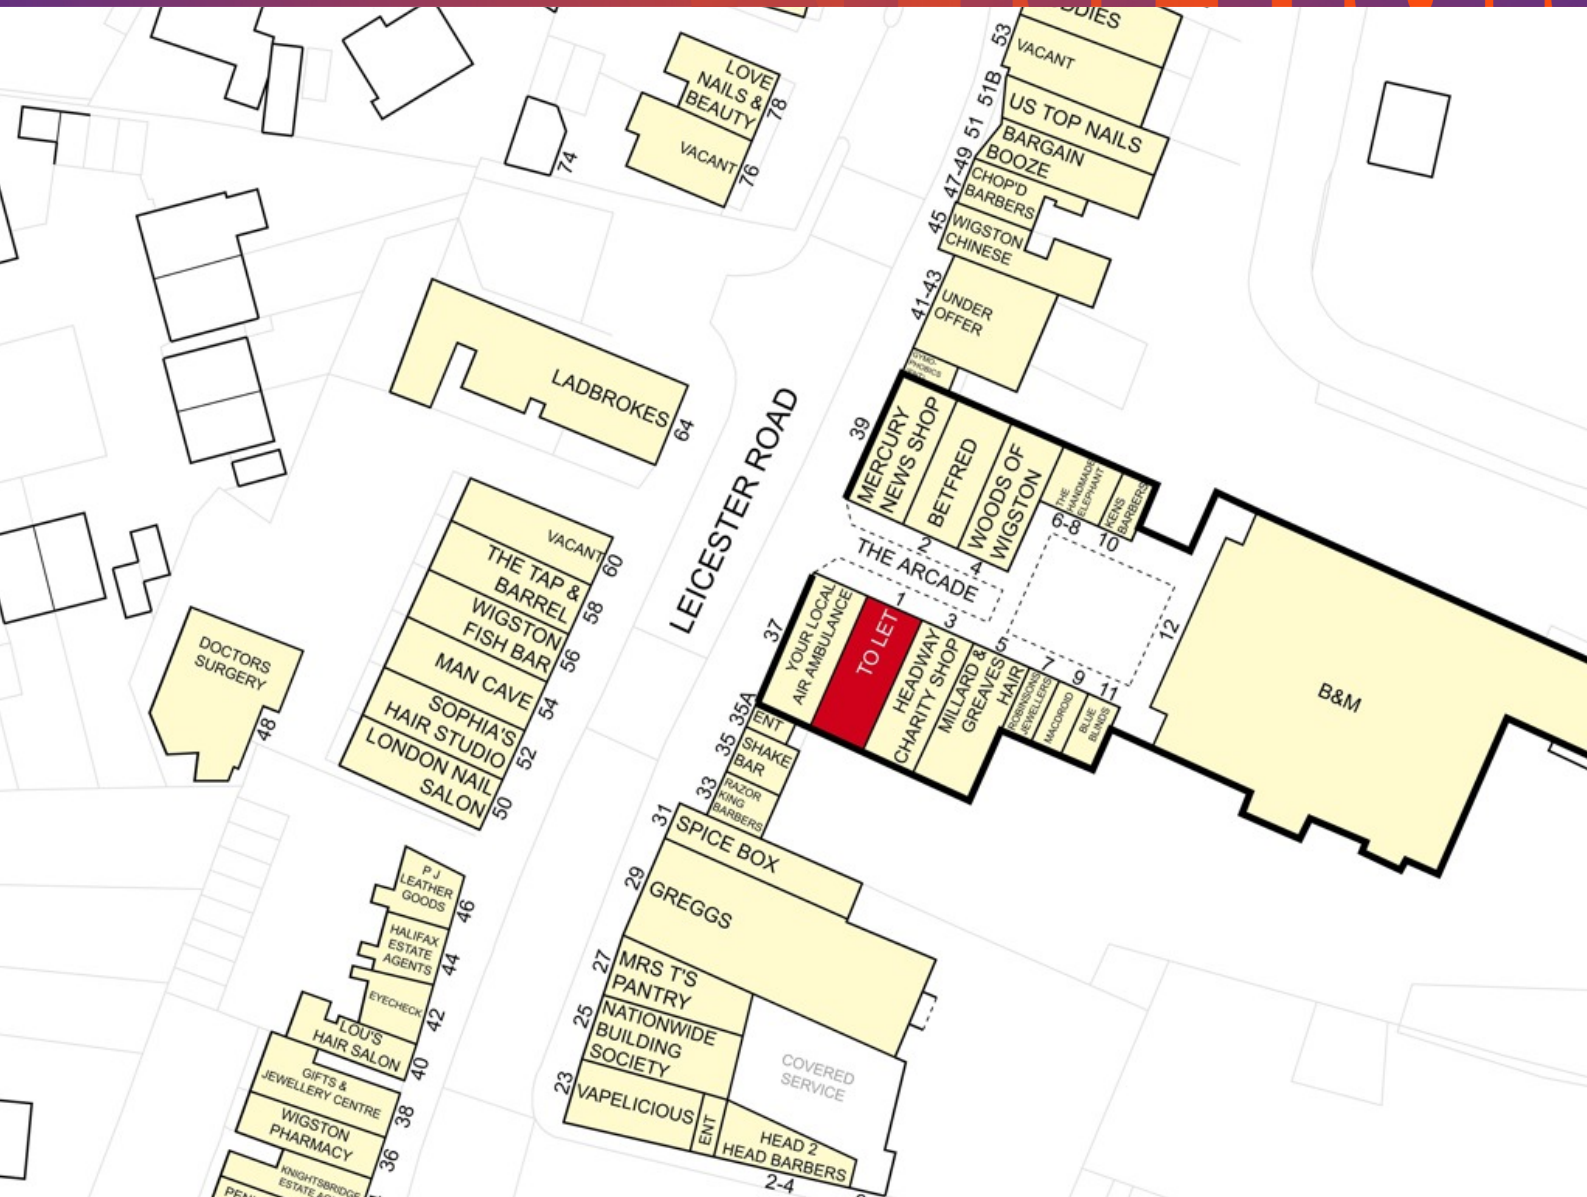 53
VACANT
51B
US TOP NAILS
51
BARGAIN
BOOZE
47-49
CHOP'D
BARBERS
45
WIGSTON
CHINESE
41-43
UNDER
OFFER
GYMO-
PHOBICS
LOVE
NAILS &
BEAUTY
78
VACANT
76
74
LADBROKES
64
LEICESTER ROAD
39
MERCURY
NEWS SHOP
BETFRED
2
WOODS OF
WIGSTON
4
THE
HANDMADE
ELEPHANT
6-8
KENS
BARBERS
10
THE ARCADE
12
B&M
37
YOUR LOCAL
AIR AMBULANCE
1
TO LET
3
HEADWAY
CHARITY SHOP
5
MILLARD &
GREAVES
HAIR
7
ROBINSONS
JEWELLERS
9
MACDROID
11
BLUE
BLINDS
35A
ENT
35
SHAKE
BAR
33
RAZOR
KING
BARBERS
31
SPICE BOX
29
GREGGS
27
MRS T'S
PANTRY
25
NATIONWIDE
BUILDING
SOCIETY
23
VAPELICIOUS
ENT
HEAD 2
HEAD BARBERS
2-4
COVERED
SERVICE
VACANT
60
THE TAP &
BARREL
58
WIGSTON
FISH BAR
56
MAN CAVE
54
SOPHIA'S
HAIR STUDIO
52
LONDON NAIL
SALON
50
DOCTORS
SURGERY
48
P J
LEATHER
GOODS
46
HALIFAX
ESTATE
AGENTS
44
EYECHECK
42
LOU'S
HAIR SALON
40
GIFTS &
JEWELLERY CENTRE
38
WIGSTON
PHARMACY
36
KNIGHTSBRIDGE
ESTATE